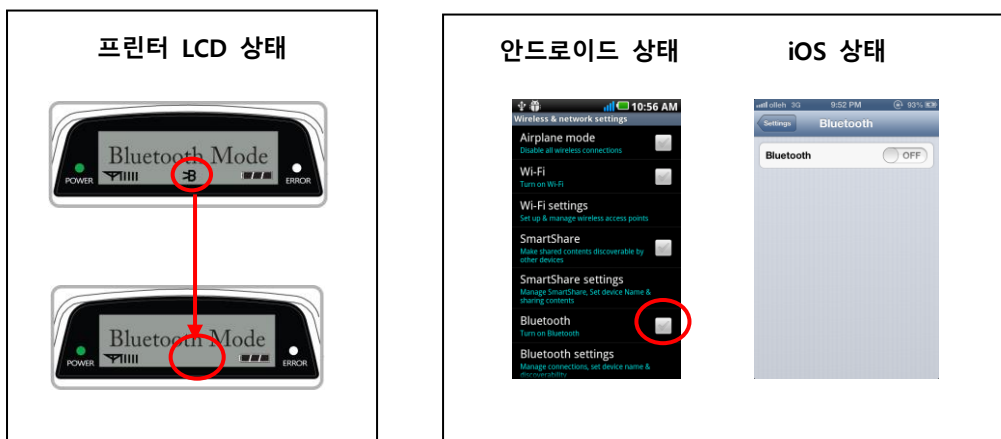 프린터 LCD 상태
Bluetooth Mode
POWER
ERROR
Bluetooth Mode
POWER
ERROR
안드로이드 상태
10:56 AM
Wireless & network settings
Airplane mode
Disable all wireless connections
Wi-Fi
Turn on Wi-Fi
Wi-Fi settings
Set up & manage wireless access points
SmartShare
Make shared contents discoverable by
other devices
SmartShare settings
Manage SmartShare, Set device Name &
sharing contents
Bluetooth
Turn on Bluetooth
Bluetooth settings
Manage connections, set device name &
discoverability
iOS 상태
olleh 3G 9:52 PM 93%
Settings Bluetooth
Bluetooth OFF